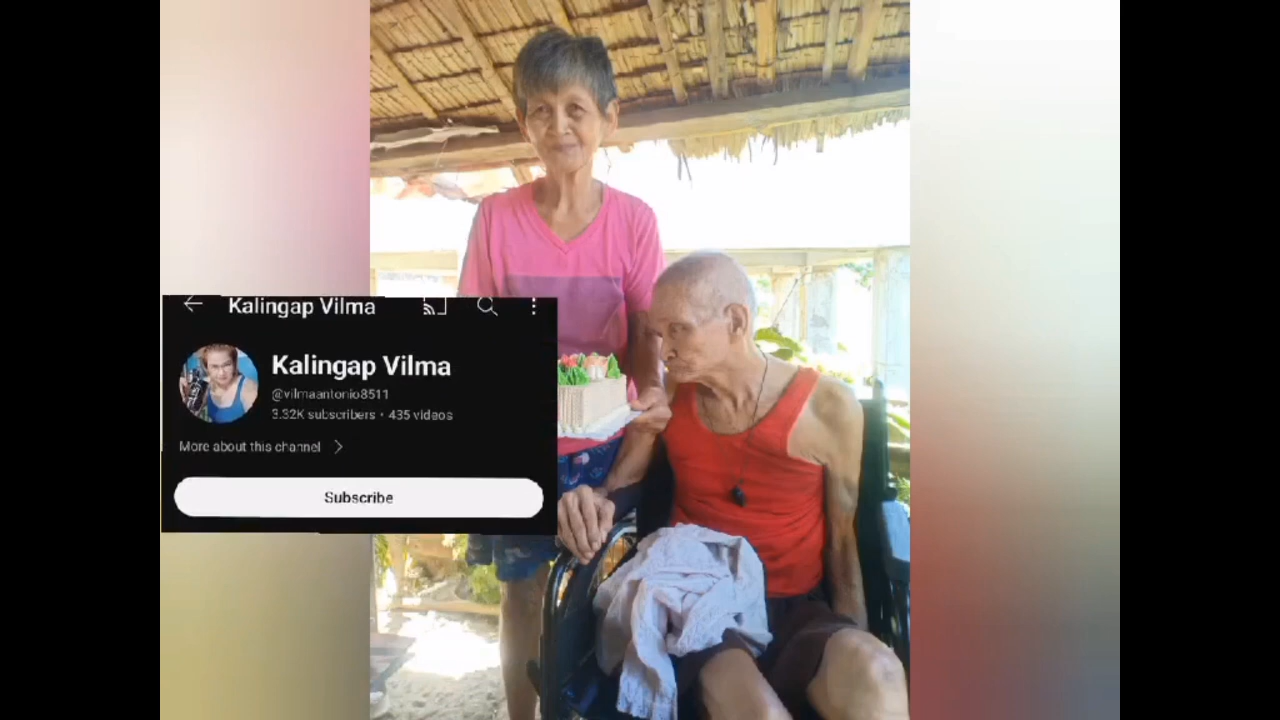 Kalingap Vilma
Kalingap Vilma
@vilmaantonio8511
3.32K subscribers • 435 videos
More about this channel
Subscribe